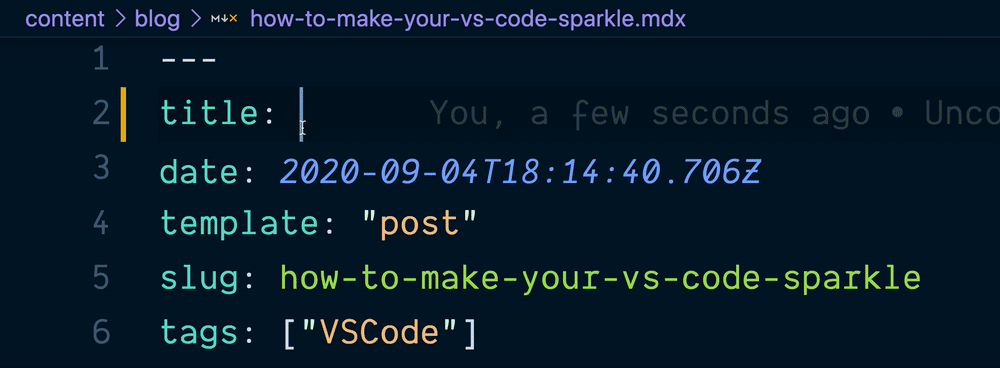 content > blog > M↓× how-to-make-your-vs-code-sparkle.mdx
1 ---
2 title: You, a few seconds ago • Unco
3 date: 2020-09-04T18:14:40.706Z
4 template: "post"
5 slug: how-to-make-your-vs-code-sparkle
6 tags: ["VSCode"]